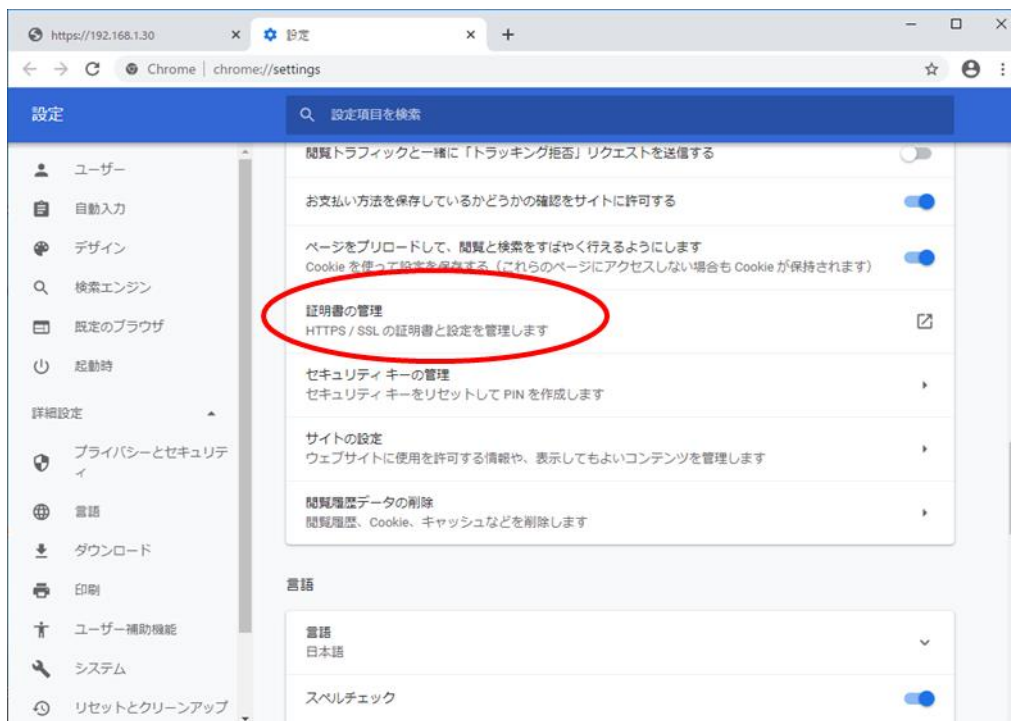 https://192.168.1.30
設定
Chrome | chrome://settings
設定
設定項目を検索
ユーザー
自動入力
デザイン
検索エンジン
既定のブラウザ
起動時
詳細設定
プライバシーとセキュリテ
ィ
言語
ダウンロード
印刷
ユーザー補助機能
システム
リセットとクリーンアップ
閲覧トラフィックと一緒に「トラッキング拒否」リクエストを送信する
お支払い方法を保存しているかどうかの確認をサイトに許可する
ページをプリロードして、閲覧と検索をすばやく行えるようにします
Cookie を使って設定を保存する（これらのページにアクセスしない場合も Cookie が保持されます）
証明書の管理
HTTPS / SSL の証明書と設定を管理します
セキュリティ キーの管理
セキュリティ キーをリセットして PIN を作成します
サイトの設定
ウェブサイトに使用を許可する情報や、表示してもよいコンテンツを管理します
閲覧履歴データの削除
閲覧履歴、Cookie、キャッシュなどを削除します
言語
言語
日本語
スペルチェック